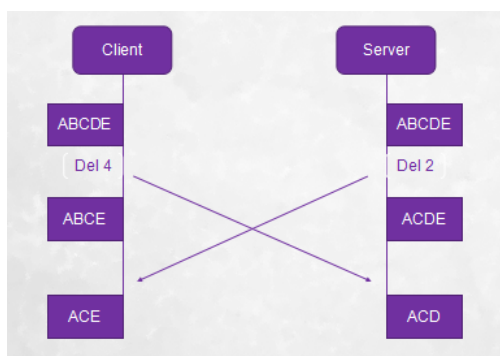 Client Server
ABCDE ABCDE
Del 4 Del 2
ABCE ACDE
ACE ACD